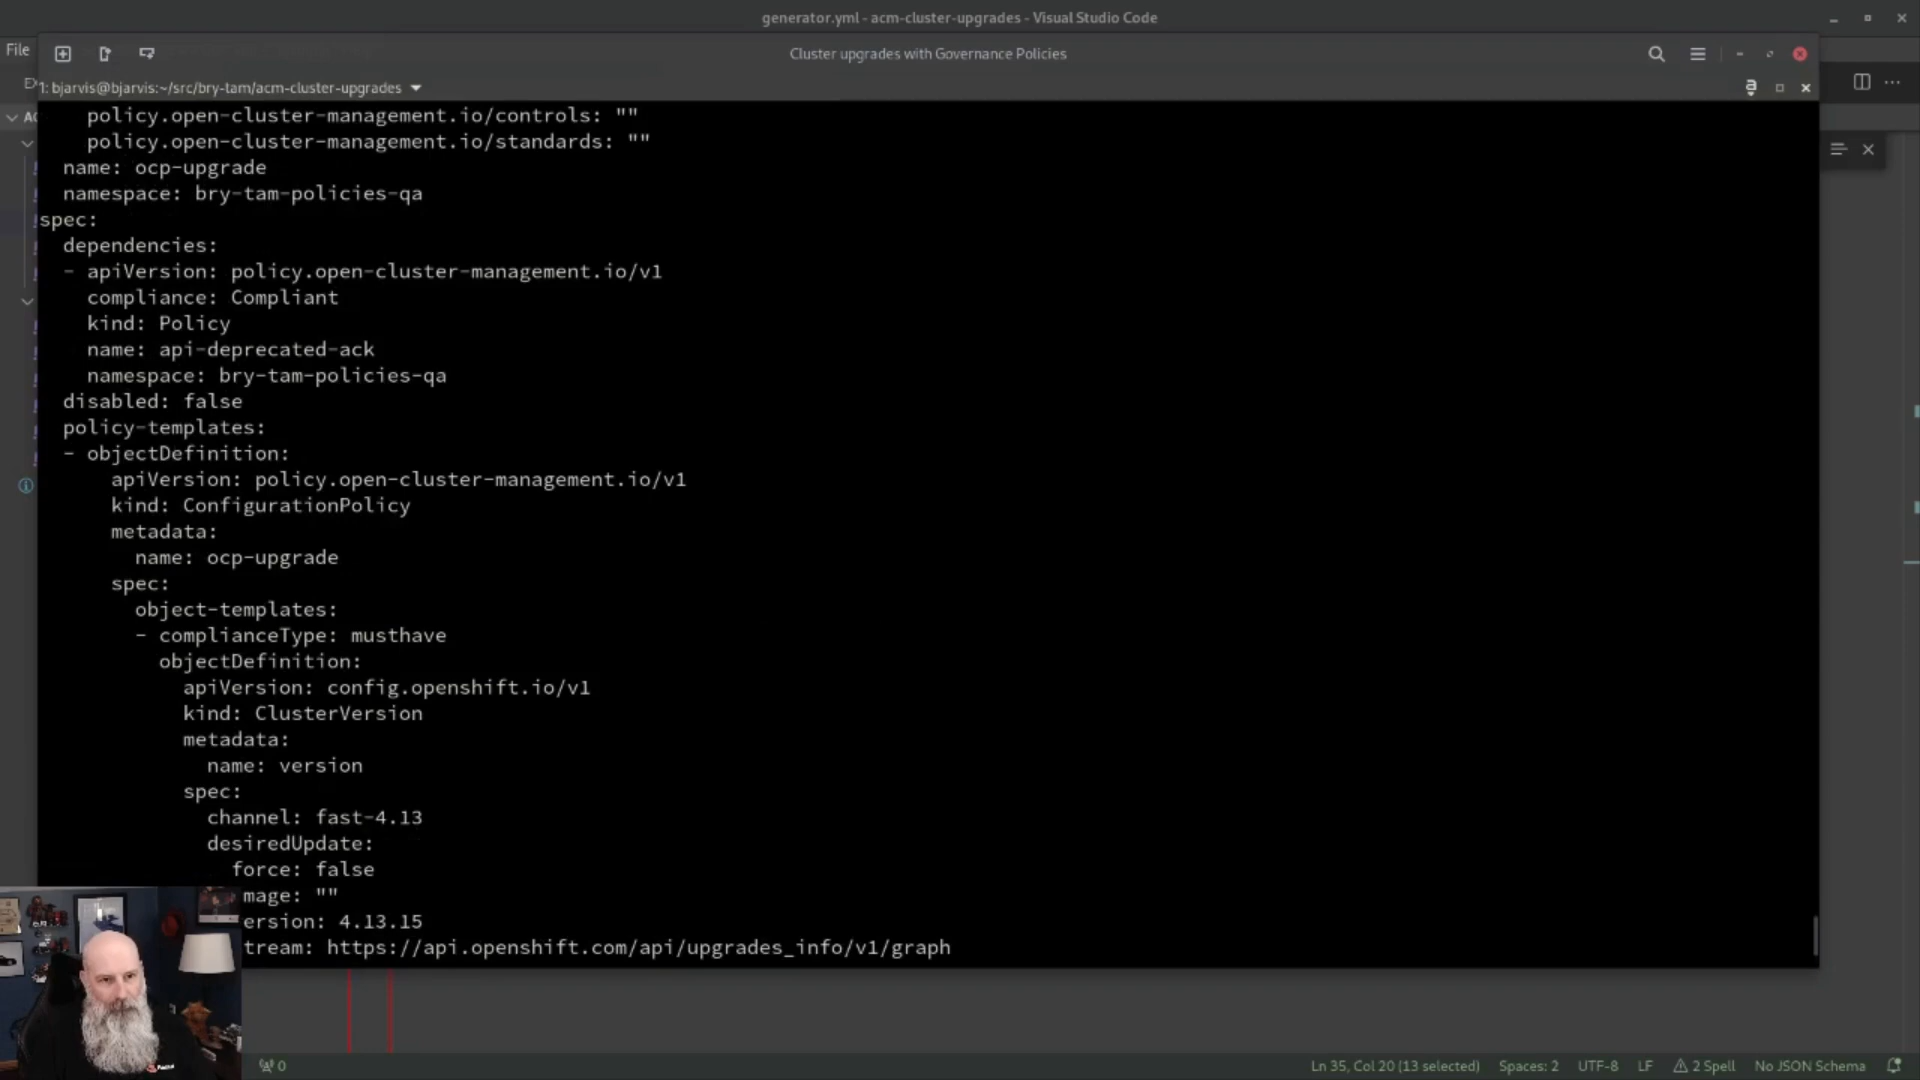 generator.yml - acm-cluster-upgrades - Visual Studio Code
File
Cluster upgrades with Governance Policies
1: bjarvis@bjarvis:~/src/bry-tam/acm-cluster-upgrades
policy.open-cluster-management.io/controls: ""
policy.open-cluster-management.io/standards: ""
name: ocp-upgrade
namespace: bry-tam-policies-qa
spec:
dependencies:
- apiVersion: policy.open-cluster-management.io/v1
compliance: Compliant
kind: Policy
name: api-deprecated-ack
namespace: bry-tam-policies-qa
disabled: false
policy-templates:
- objectDefinition:
apiVersion: policy.open-cluster-management.io/v1
kind: ConfigurationPolicy
metadata:
name: ocp-upgrade
spec:
object-templates:
- complianceType: musthave
objectDefinition:
apiVersion: config.openshift.io/v1
kind: ClusterVersion
metadata:
name: version
spec:
channel: fast-4.13
desiredUpdate:
force: false
mage: ""
ersion: 4.13.15
tream: https://api.openshift.com/api/upgrades_info/v1/graph
0
Ln 35, Col 20 (13 selected)
Spaces: 2
UTF-8
LF
2 Spell
No JSON Schema